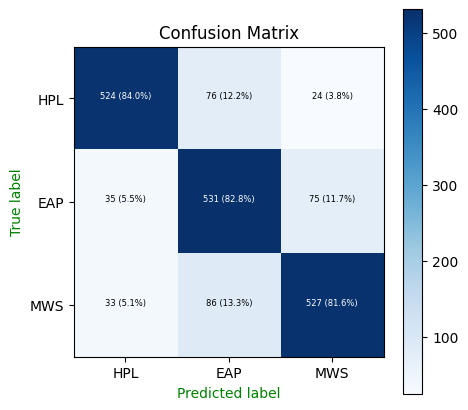 Confusion Matrix
True label
HPL
EAP
MWS
524 (84.0%) 76 (12.2%) 24 (3.8%)
35 (5.5%) 531 (82.8%) 75 (11.7%)
33 (5.1%) 86 (13.3%) 527 (81.6%)
HPL EAP MWS
Predicted label
500
400
300
200
100